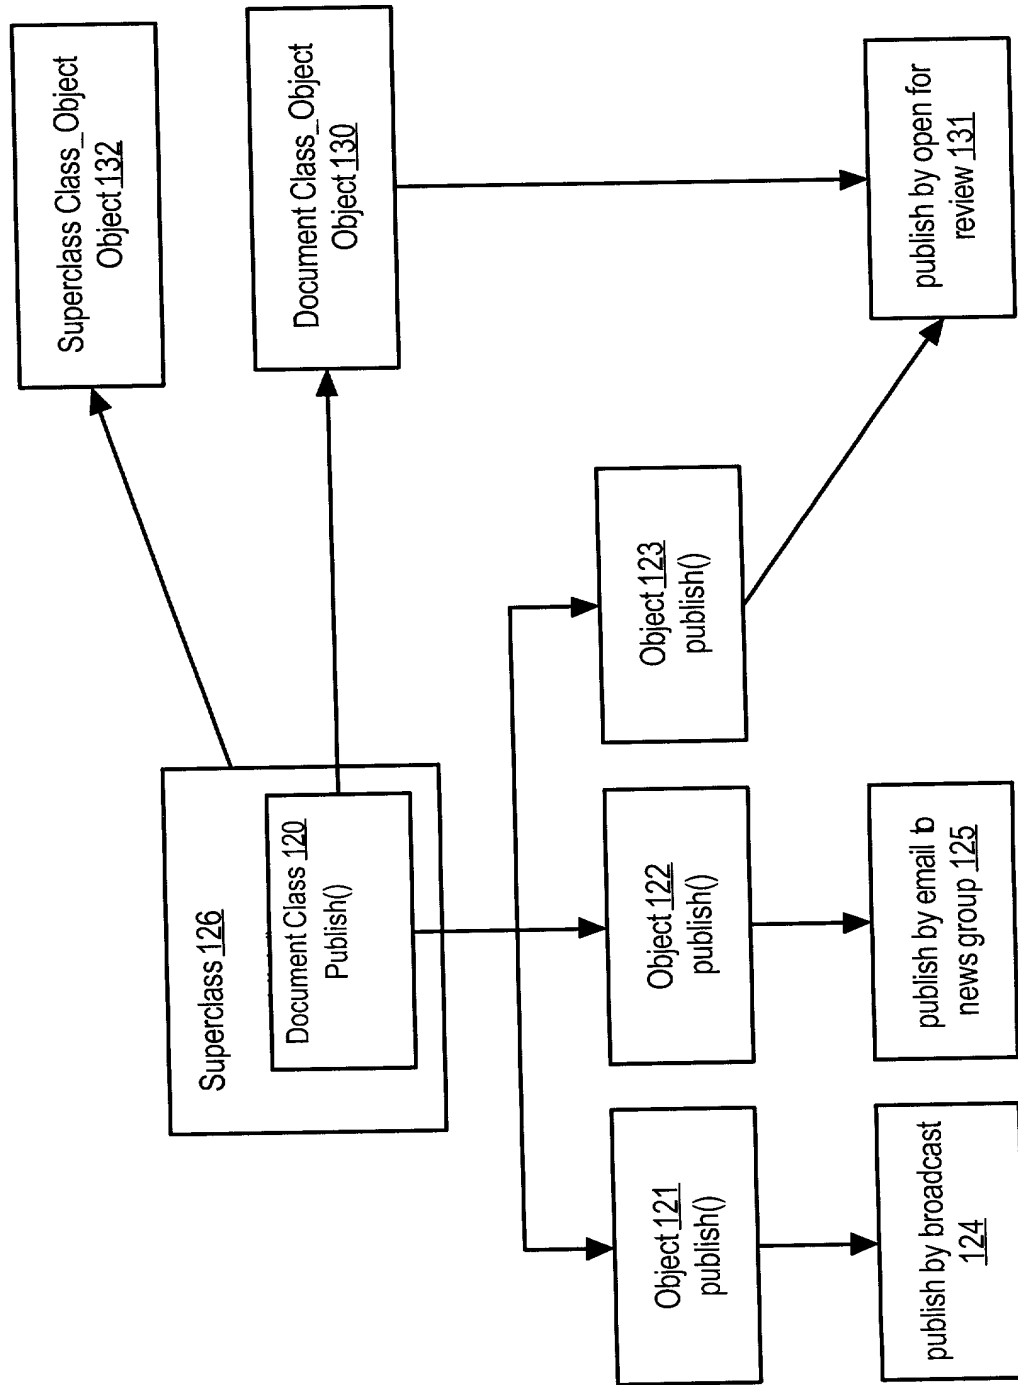 Superclass 126
Document Class 120
Publish()
Superclass Class_Object
Object 132
Document Class_Object
Object 130
Object 121
publish()
Object 122
publish()
Object 123
publish()
publish by broadcast
124
publish by email to
news group 125
publish by open for
review 131